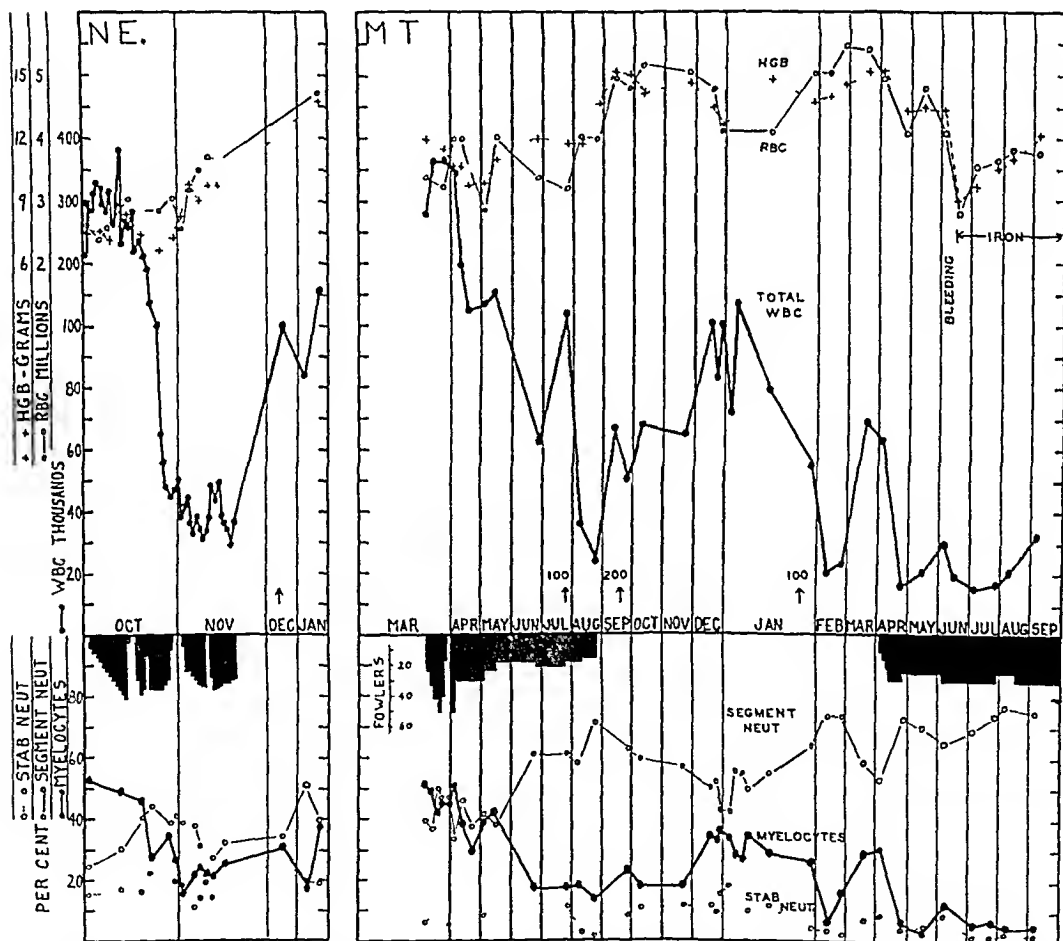 NE.
MT
15 5
12 4
9 3
6 2
+ HGB-GRAMS
RBC MILLIONS
WBC THOUSANDS
400
300
200
100
80
60
40
30
20
HGB
RBC
TOTAL WBC
BLEEDING
IRON
100
200
100
OCT NOV DEC JAN
MAR APR MAY JUN JUL AUG SEP OCT NOV DEC JAN FEB MAR APR MAY JUN JUL AUG SEP
STAB NEUT
SEGMENT NEUT
MYELOCYTES
PER CENT
80
60
40
20
FOWLERS
20
40
60
SEGMENT NEUT
MYELOCYTES
STAB NEUT